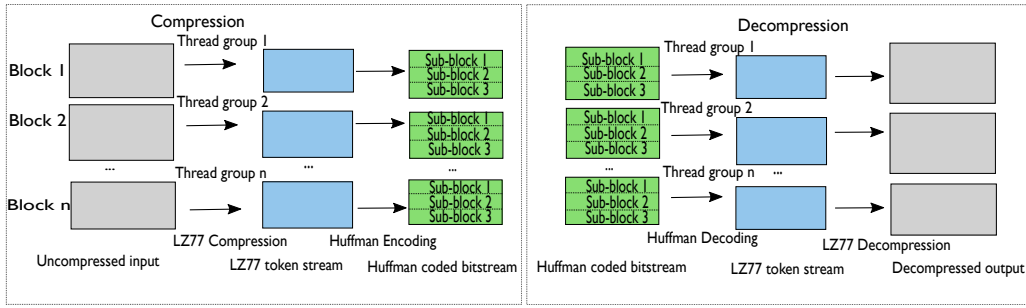 Compression
Thread group 1
Block 1
Sub-block 1
Sub-block 2
Sub-block 3
Thread group 2
Block 2
Sub-block 1
Sub-block 2
Sub-block 3
...
...
...
Thread group n
Block n
Sub-block 1
Sub-block 2
Sub-block 3
LZ77 Compression
Huffman Encoding
Uncompressed input
LZ77 token stream
Huffman coded bitstream
Decompression
Thread group 1
Sub-block 1
Sub-block 2
Sub-block 3
Thread group 2
Sub-block 1
Sub-block 2
Sub-block 3
...
...
Thread group n
Sub-block 1
Sub-block 2
Sub-block 3
Huffman Decoding
LZ77 Decompression
Huffman coded bitstream
LZ77 token stream
Decompressed output